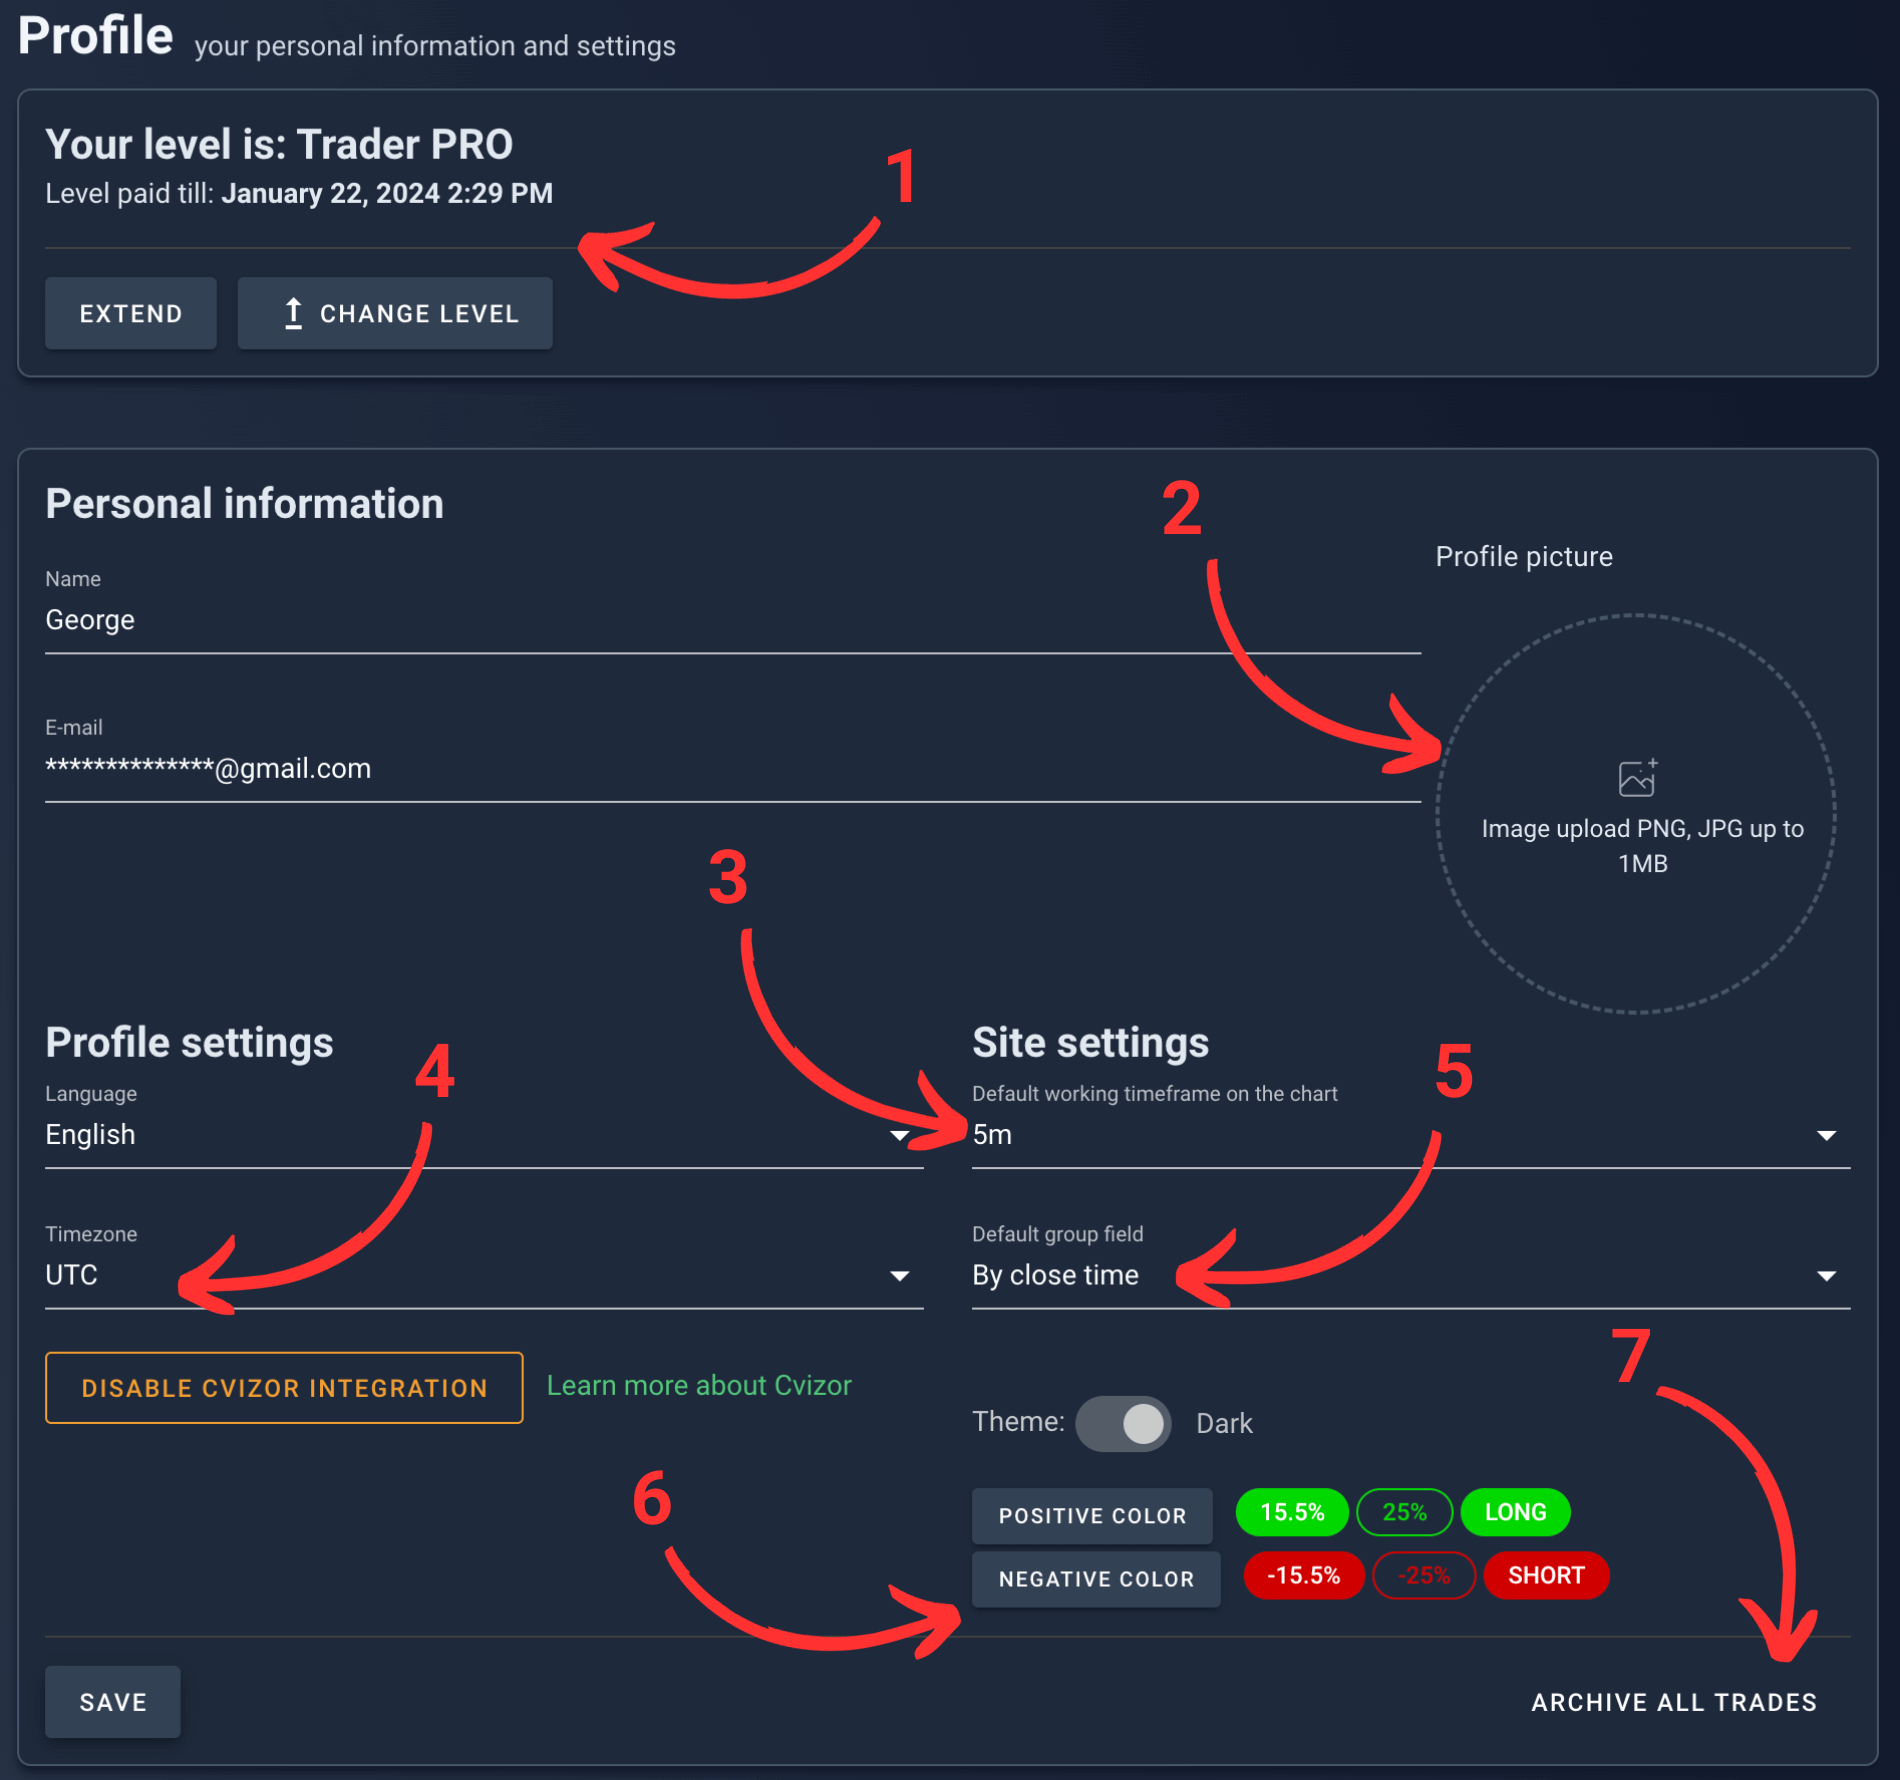 Profile your personal information and settings
Your level is: Trader PRO
Level paid till: January 22, 2024 2:29 PM
1
EXTEND
CHANGE LEVEL
Personal information
2
Profile picture
Name
George
E-mail
**************@gmail.com
Image upload PNG, JPG up to
1MB
3
Profile settings
4
Language
English
Timezone
UTC
DISABLE CVIZOR INTEGRATION
Learn more about Cvizor
Site settings
5
Default working timeframe on the chart
5m
Default group field
By close time
7
Theme:
Dark
6
POSITIVE COLOR
15.5%
25%
LONG
NEGATIVE COLOR
-15.5%
-25%
SHORT
SAVE
ARCHIVE ALL TRADES